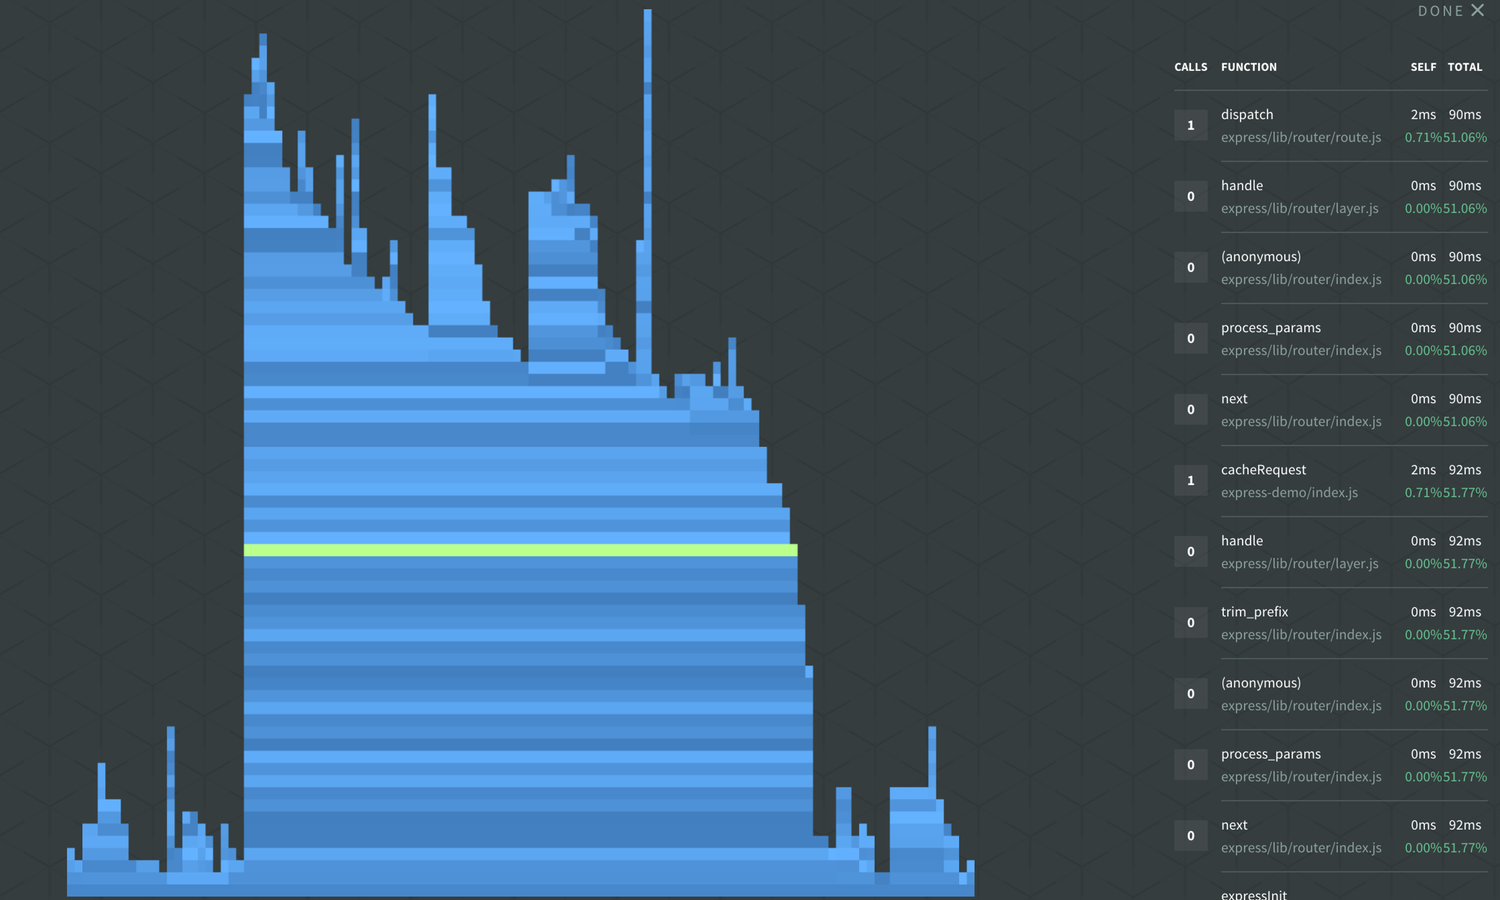 DONE ✕
CALLS FUNCTION SELF TOTAL
1 dispatch 2ms 90ms
express/lib/router/route.js 0.71% 51.06%
0 handle 0ms 90ms
express/lib/router/layer.js 0.00% 51.06%
0 (anonymous) 0ms 90ms
express/lib/router/index.js 0.00% 51.06%
0 process_params 0ms 90ms
express/lib/router/index.js 0.00% 51.06%
0 next 0ms 90ms
express/lib/router/index.js 0.00% 51.06%
1 cacheRequest 2ms 92ms
express-demo/index.js 0.71% 51.77%
0 handle 0ms 92ms
express/lib/router/layer.js 0.00% 51.77%
0 trim_prefix 0ms 92ms
express/lib/router/index.js 0.00% 51.77%
0 (anonymous) 0ms 92ms
express/lib/router/index.js 0.00% 51.77%
0 process_params 0ms 92ms
express/lib/router/index.js 0.00% 51.77%
0 next 0ms 92ms
express/lib/router/index.js 0.00% 51.77%
expressInit